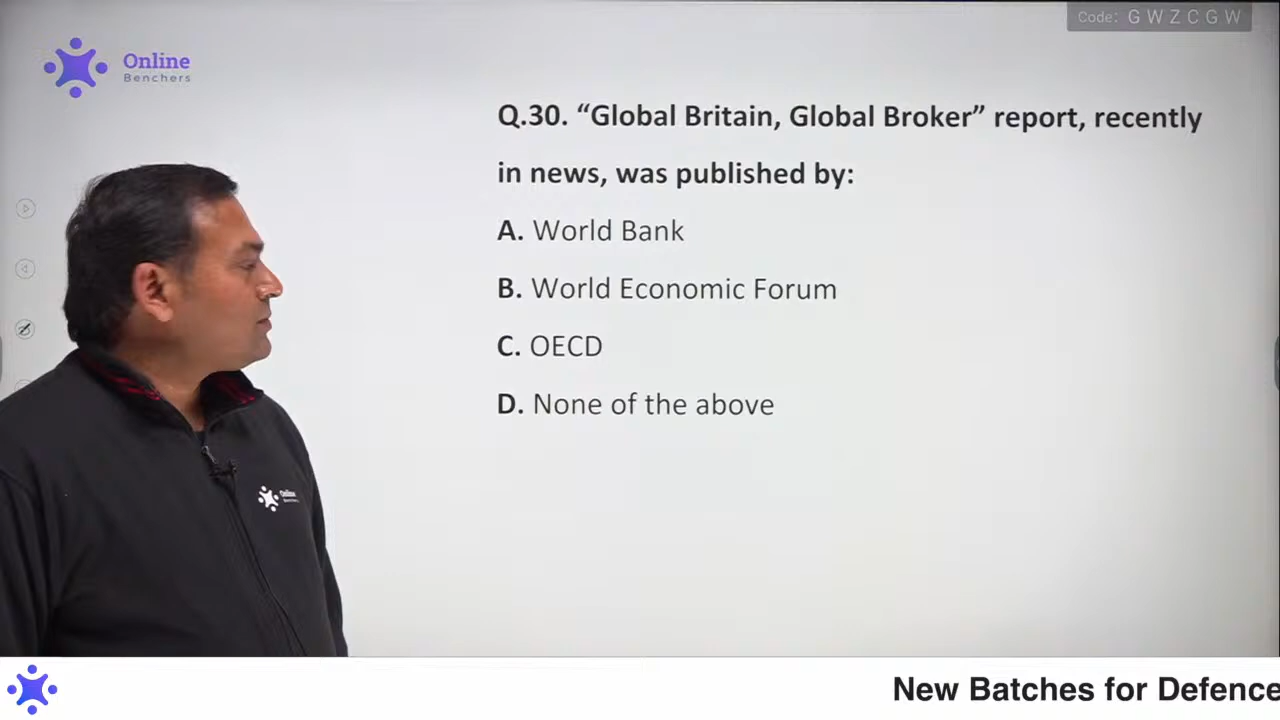 Code: G W Z C G W
Online
Benchers
Q.30. “Global Britain, Global Broker” report, recently
in news, was published by:
A. World Bank
B. World Economic Forum
C. OECD
D. None of the above
Online
New Batches for Defence